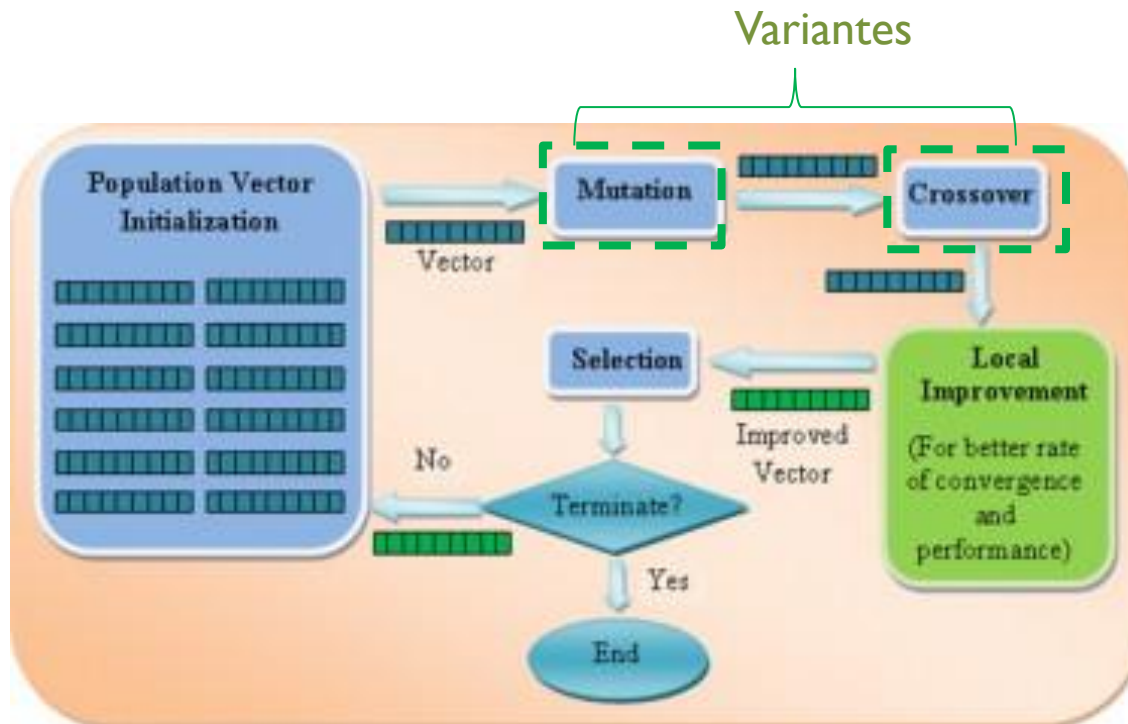 Variantes
Population Vector
Initialization
Mutation
Crossover
Vector
Selection
Local
Improvement
(For better rate
of convergence
and
performance)
Improved
Vector
No
Terminate?
Yes
End